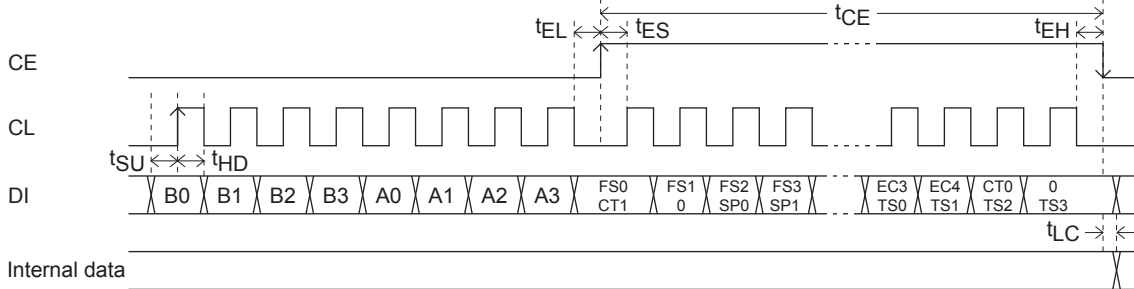 tCE
tEL tES tEH
CE
CL
tSU tHD
DI B0 B1 B2 B3 A0 A1 A2 A3 FS0 FS1 FS2 FS3 EC3 EC4 CT0 0
CT1 0 SP0 SP1 TS0 TS1 TS2 TS3
tLC
Internal data